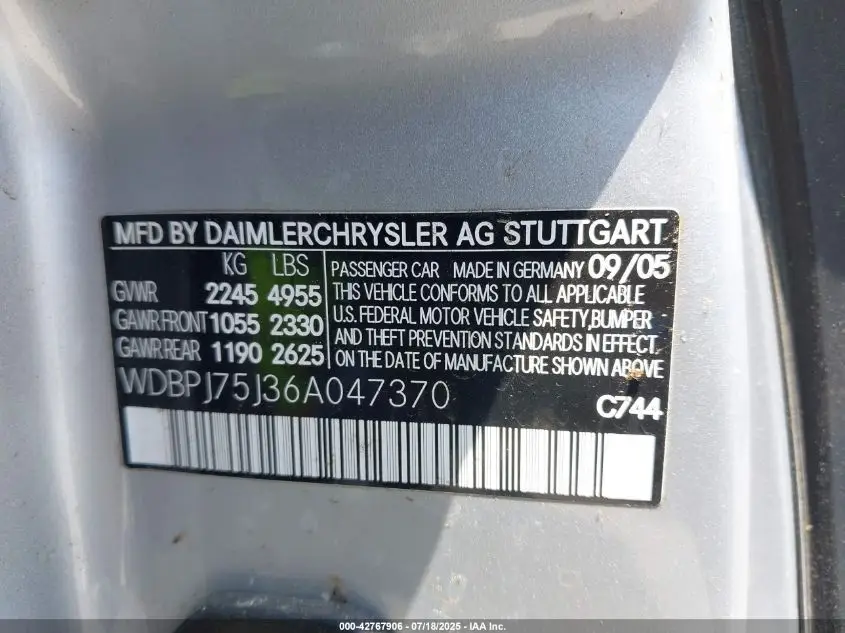 MFD BY DAIMLERCHRYSLER AG STUTTGART
KG LBS
GVWR 2245 4955
GAWR FRONT 1055 2330
GAWR REAR 1190 2625
PASSENGER CAR MADE IN GERMANY 09/05
THIS VEHICLE CONFORMS TO ALL APPLICABLE
U.S. FEDERAL MOTOR VEHICLE SAFETY, BUMPER
AND THEFT PREVENTION STANDARDS IN EFFECT
ON THE DATE OF MANUFACTURE SHOWN ABOVE
WDBPJ75J36A047370
C744
000-42767906 - 07/18/2025 - IAA Inc.